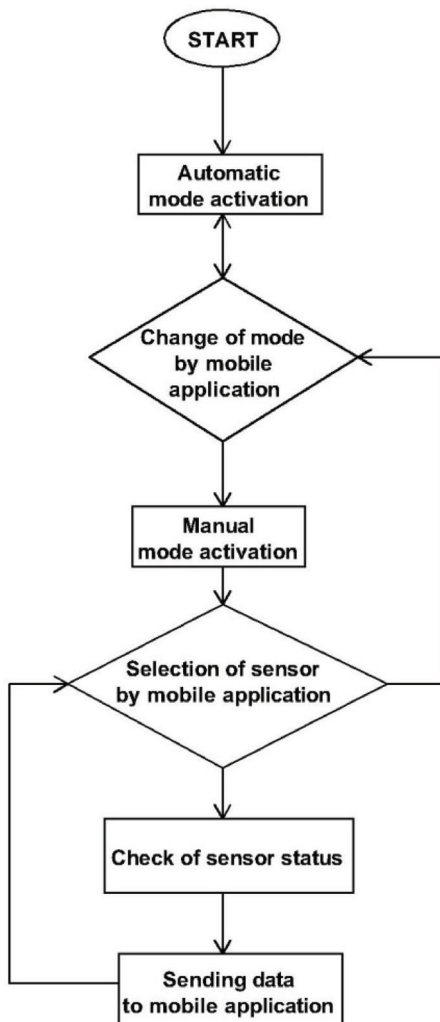 START
Automatic
mode activation
Change of mode
by mobile
application
Manual
mode activation
Selection of sensor
by mobile application
Check of sensor status
Sending data
to mobile application